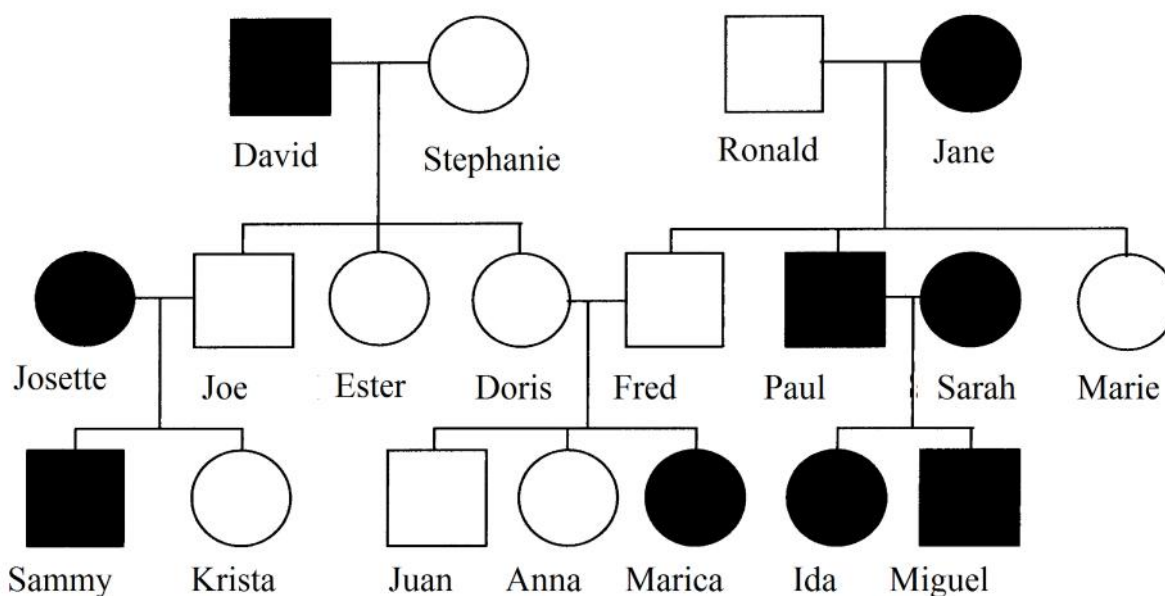 David Stephanie Ronald Jane
Josette Joe Ester Doris Fred Paul Sarah Marie
Sammy Krista Juan Anna Marica Ida Miguel